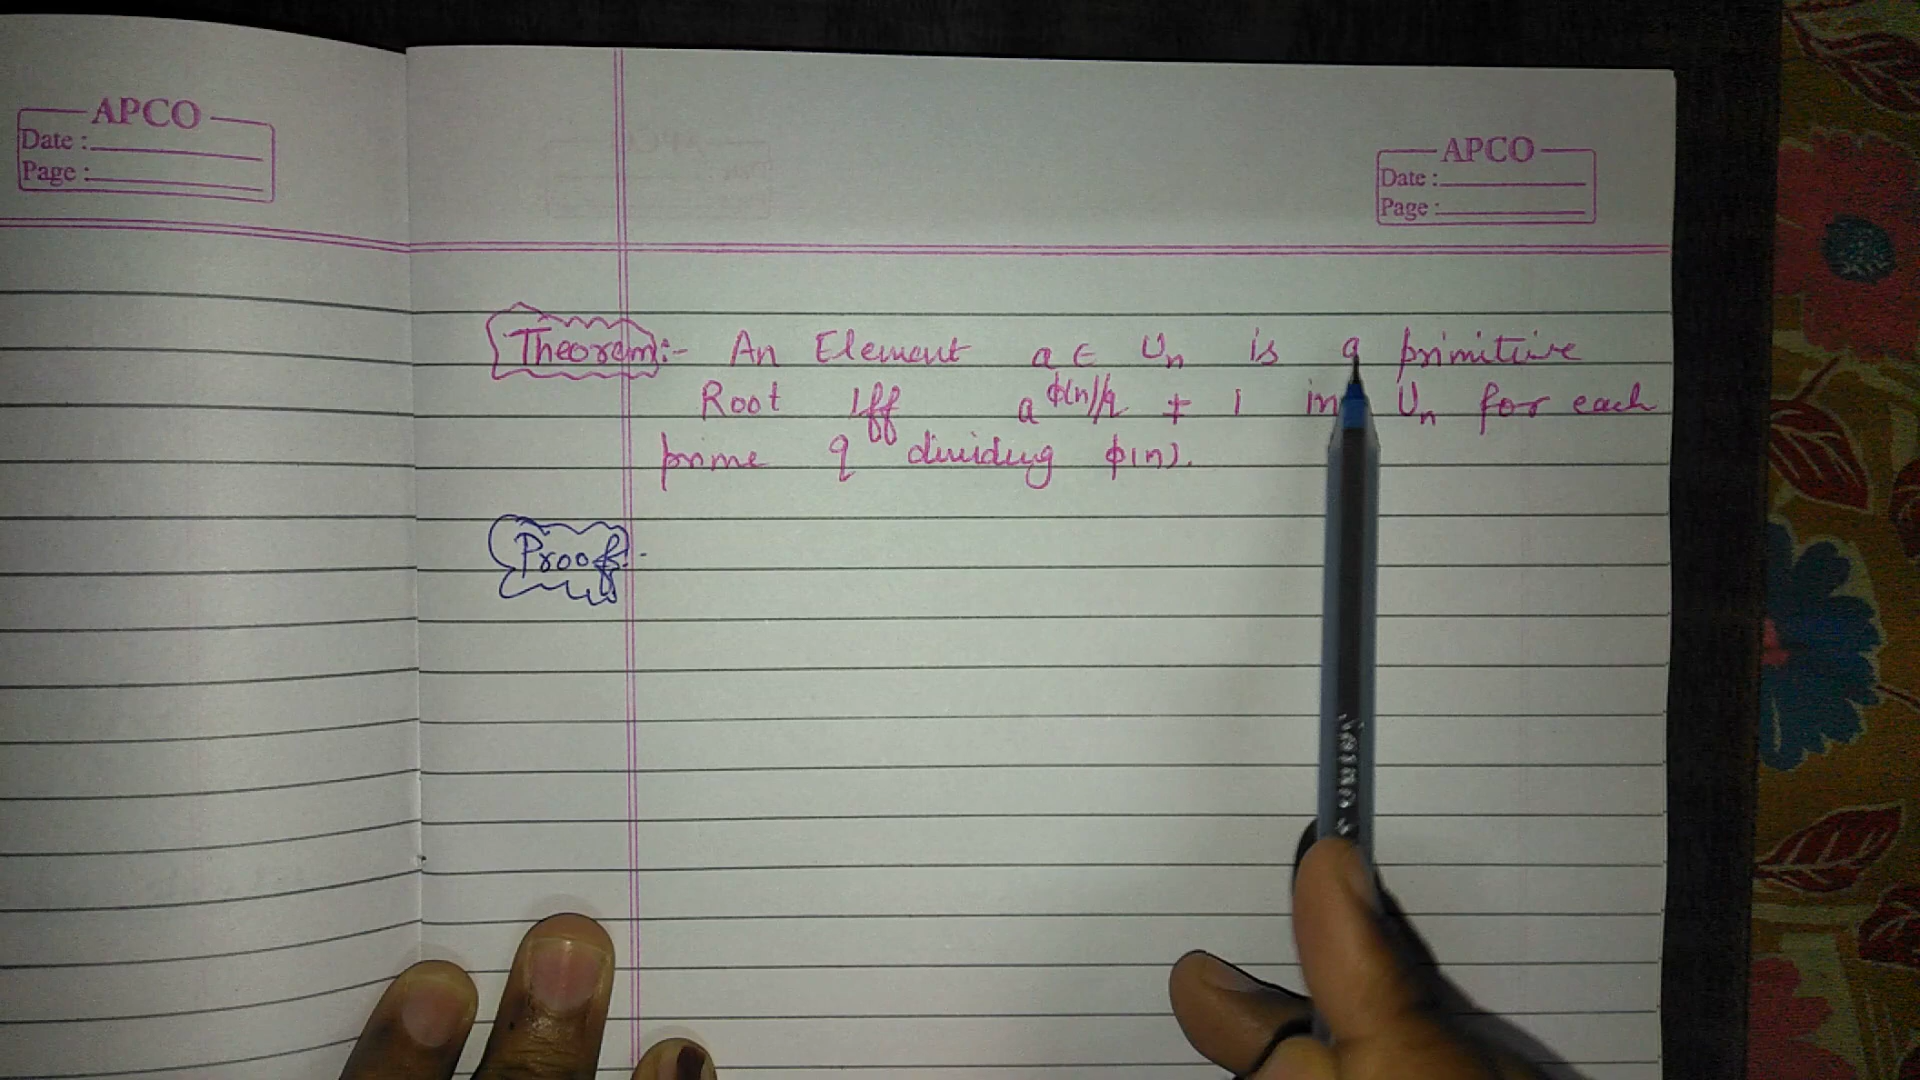 APCO
Date :
Page :
APCO
Date :
Page :
Theorem:- An Element a ∈ Un is a primitive
Root Iff a^ϕ(n)/q ≠ 1 in Un for each
prime q dividing ϕ(n).
Proof:-